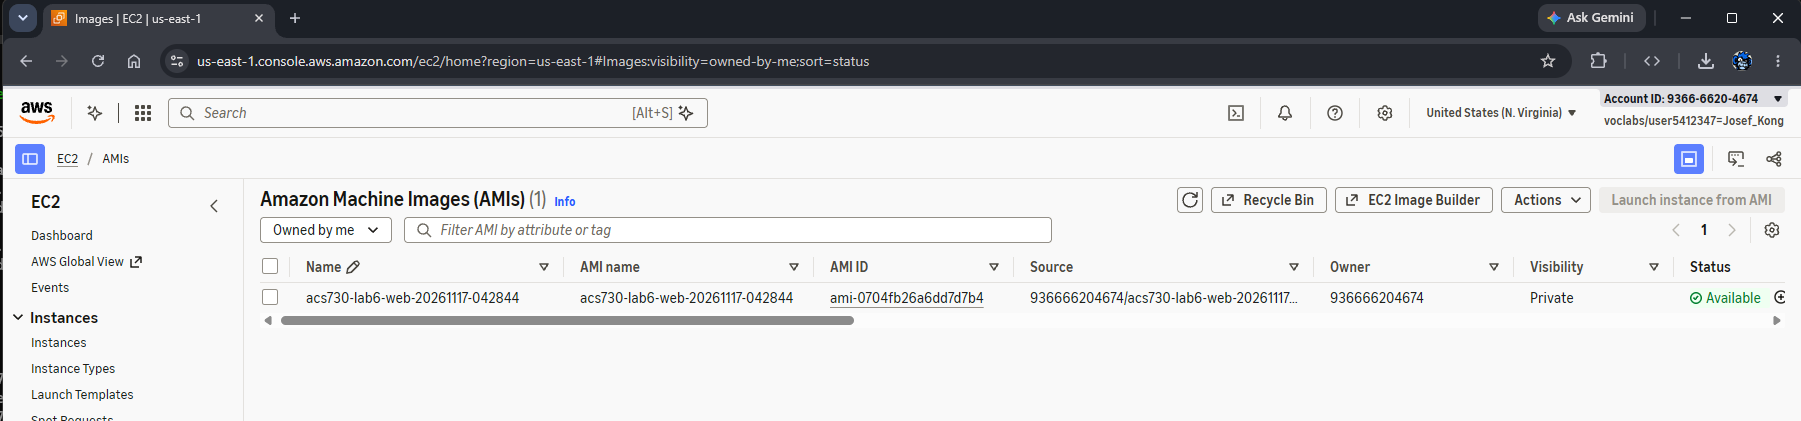 Images | EC2 | us-east-1
Ask Gemini
us-east-1.console.aws.amazon.com/ec2/home?region=us-east-1#Images:visibility=owned-by-me;sort=status
aws
Search [Alt+S]
United States (N. Virginia)
Account ID: 9366-6620-4674
voclabs/user5412347=Josef_Kong
EC2 / AMIs
EC2
Dashboard
AWS Global View
Events
Instances
Instances
Instance Types
Launch Templates
Spot Requests
Amazon Machine Images (AMIs) (1) Info
Recycle Bin
EC2 Image Builder
Actions
Launch instance from AMI
Owned by me
Filter AMI by attribute or tag
1
Name AMI name AMI ID Source Owner Visibility Status
acs730-lab6-web-20261117-042844 acs730-lab6-web-20261117-042844 ami-0704fb26a6dd7d7b4 936666204674/acs730-lab6-web-20261117... 936666204674 Private Available